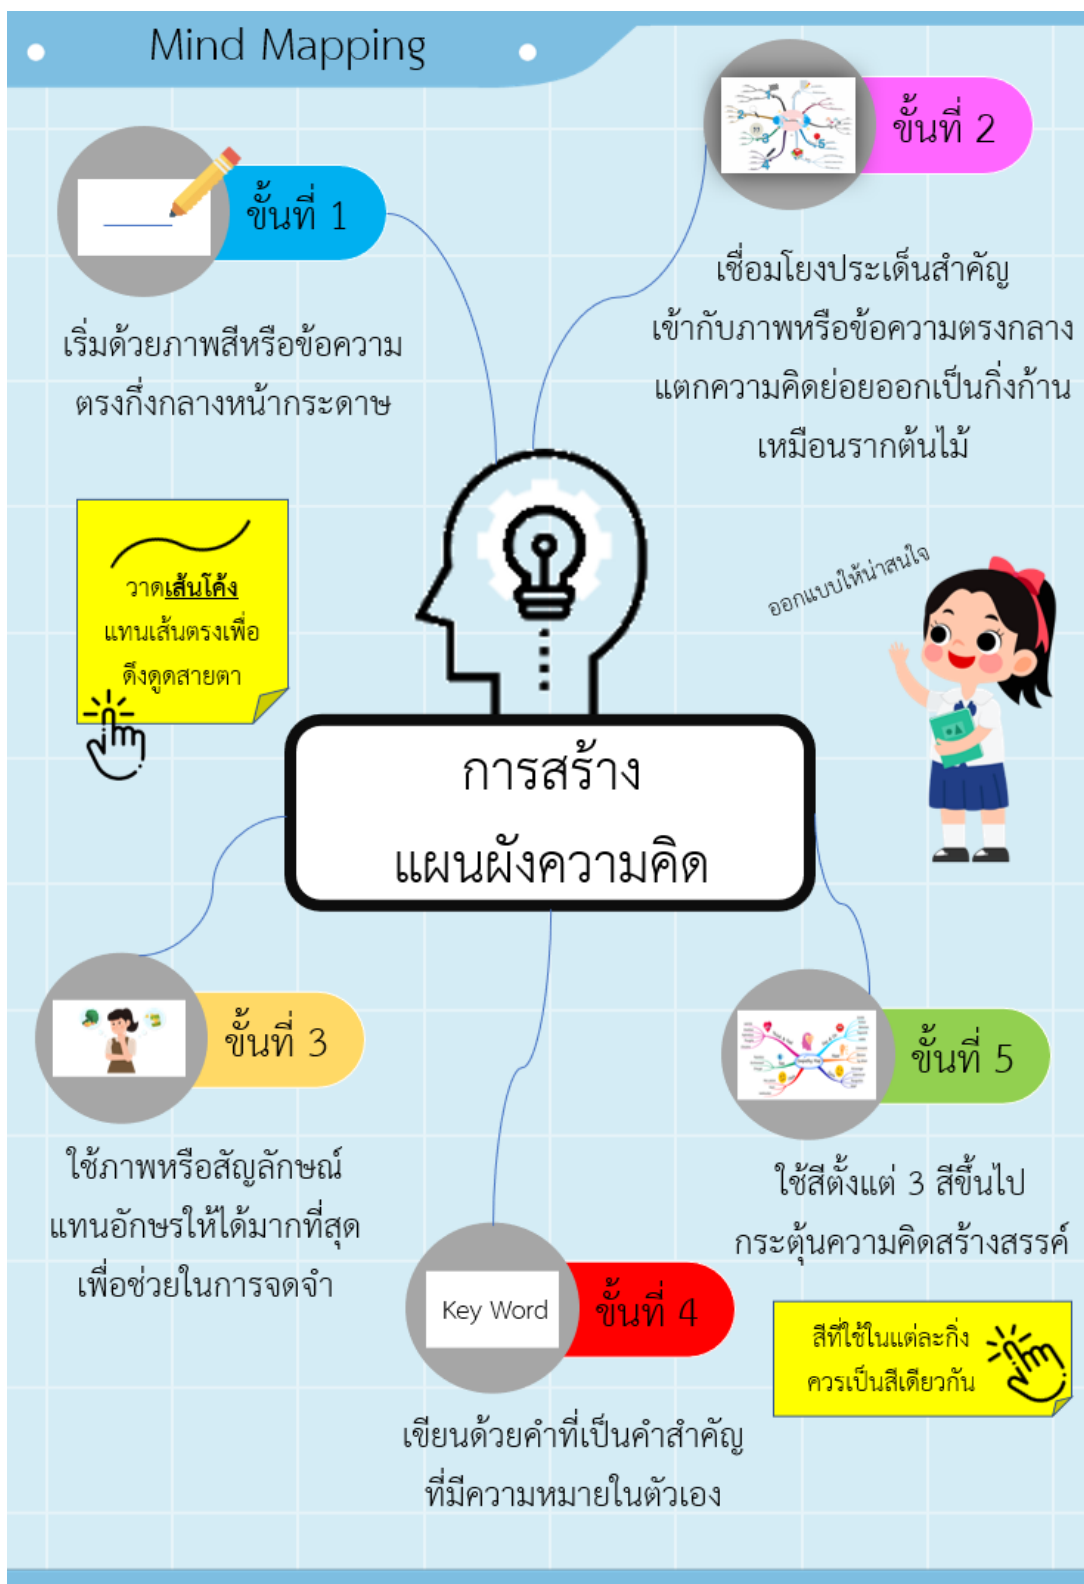 Mind Mapping
ขั้นที่ 1
เริ่มด้วยภาพสีหรือข้อความ
ตรงกึ่งกลางหน้ากระดาษ
ขั้นที่ 2
เชื่อมโยงประเด็นสำคัญ
เข้ากับภาพหรือข้อความตรงกลาง
แตกความคิดย่อยออกเป็นกิ่งก้าน
เหมือนรากต้นไม้
วาดเส้นโค้ง
แทนเส้นตรงเพื่อ
ดึงดูดสายตา
ออกแบบให้น่าสนใจ
การสร้าง
แผนผังความคิด
ขั้นที่ 3
ใช้ภาพหรือสัญลักษณ์
แทนอักษรให้ได้มากที่สุด
เพื่อช่วยในการจดจำ
Key Word
ขั้นที่ 4
เขียนด้วยคำที่เป็นคำสำคัญ
ที่มีความหมายในตัวเอง
ขั้นที่ 5
ใช้สีตั้งแต่ 3 สีขึ้นไป
กระตุ้นความคิดสร้างสรรค์
สีที่ใช้ในแต่ละกิ่ง
ควรเป็นสีเดียวกัน